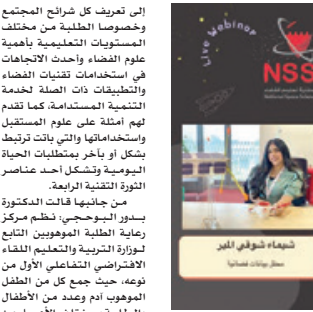 إلى تعريف كل شرائح المجتمع
وخصوصا الطلبة من مختلف
المستويات التعليمية بأهمية
علوم الفضاء وأحدث الاتجاهات
في استخدامات تقنيات الفضاء
والتطبيقات ذات الصلة لخدمة
التنمية المستدامة، كما تقدم
لهم أمثلة على علوم المستقبل
واستخداماتها والتي باتت ترتبط
بشكل أو بآخر بمتطلبات الحياة
اليومية وتشكل أحد عناصر
الثورة التقنية الرابعة.
من جانبها قالت الدكتورة
بدور البوحجي: نظم مركز
رعاية الطلبة الموهوبين التابع
لوزارة التربية والتعليم اللقاء
الافتراضي التفاعلي الأول من
نوعه، حيث جمع كل من الطفل
الموهوب آدم وعدد من الأطفال
Live Webinar
NSS
شيماء شوقي المير
محلل بيانات فضائية